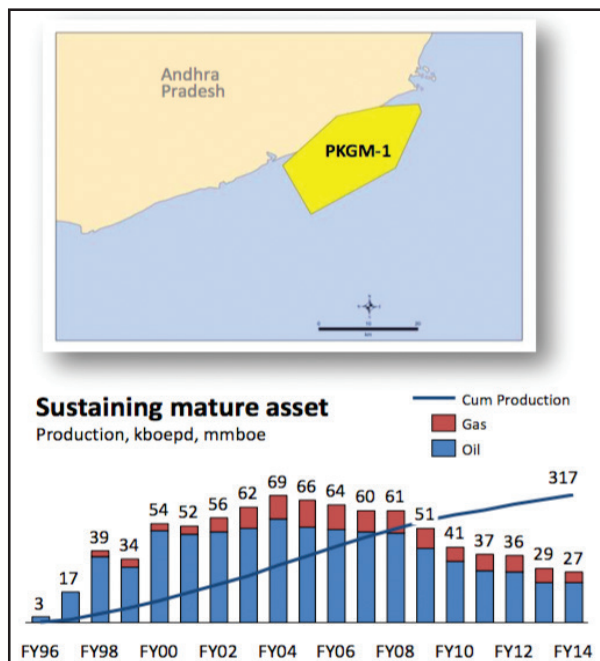 Andhra
Pradesh
PKGM-1
Sustaining mature asset
Production, kboepd, mmboe
Cum Production
Gas
Oil
3
17
39
34
54
52
56
62
69
66
64
60
61
51
41
37
36
29
27
317
FY96
FY98
FY00
FY02
FY04
FY06
FY08
FY10
FY12
FY14